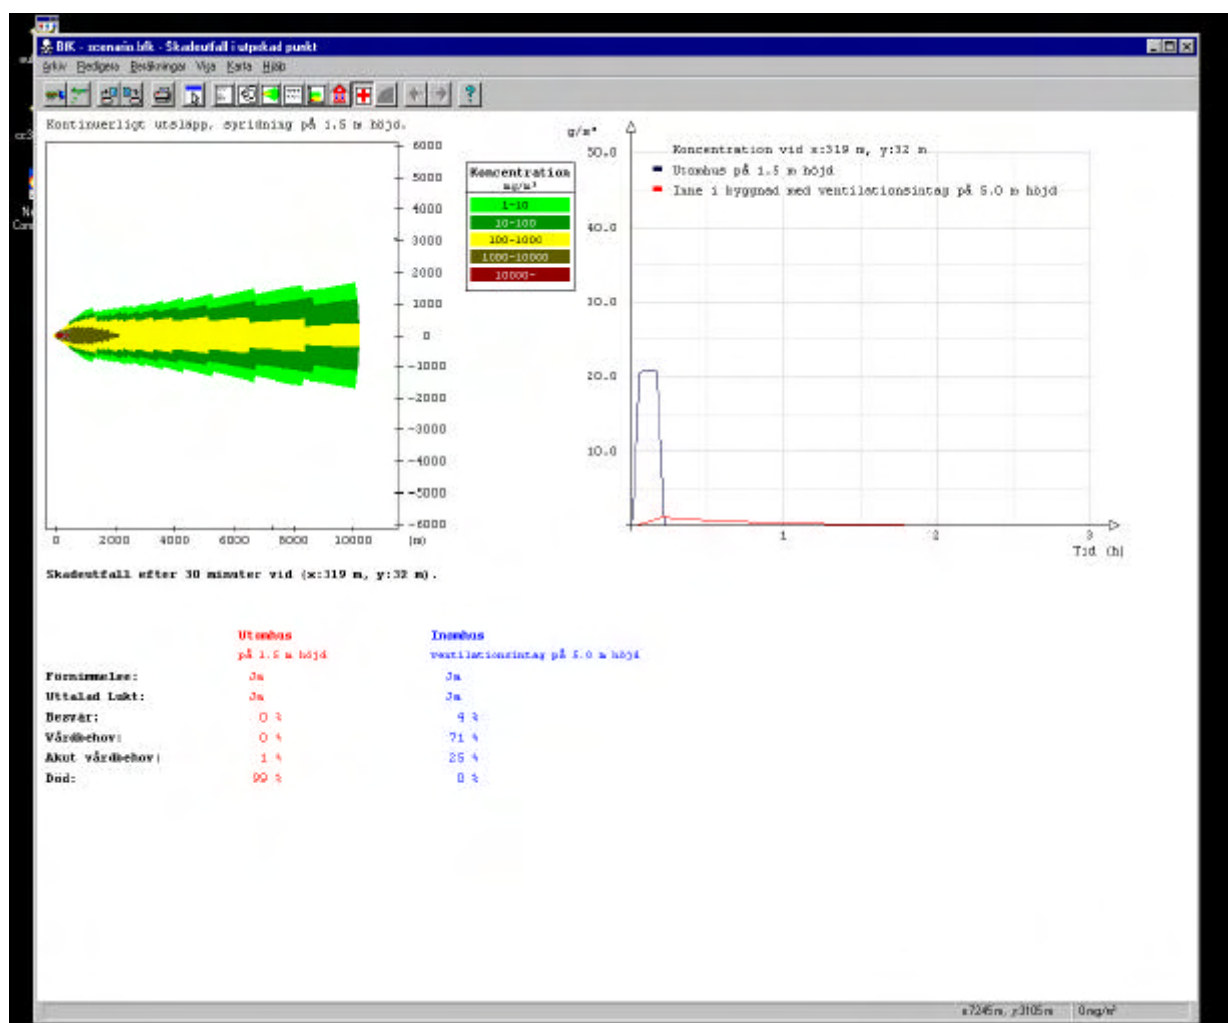 BfK - scenario.bfk - Skadeutfall i utpekad punkt
Arkiv Redigera Beräkningar Visa Karta Hjälp
Kontinuerligt utsläpp, spridning på 1.5 m höjd.
6000
5000
4000
3000
2000
1000
0
-1000
-2000
-3000
-4000
-5000
-6000
0 2000 4000 6000 8000 10000 (m)
Koncentration
mg/m³
1-10
10-100
100-1000
1000-10000
10000-
g/m³
50.0
40.0
30.0
20.0
10.0
Koncentration vid x:319 m, y:32 m
Utomhus på 1.5 m höjd
Inne i byggnad med ventilationsintag på 5.0 m höjd
1 2 3
Tid (h)
Skadeutfall efter 30 minuter vid (x:319 m, y:32 m).
Utomhus Inomhus
på 1.5 m höjd ventilationsintag på 5.0 m höjd
Förnimmelse: Ja Ja
Uttalad Lukt: Ja Ja
Besvär: 0 % 4 %
Vårdbehov: 0 % 71 %
Akut vårdbehov: 1 % 25 %
Död: 99 % 0 %
x7245m, y3105m 0mg/m³